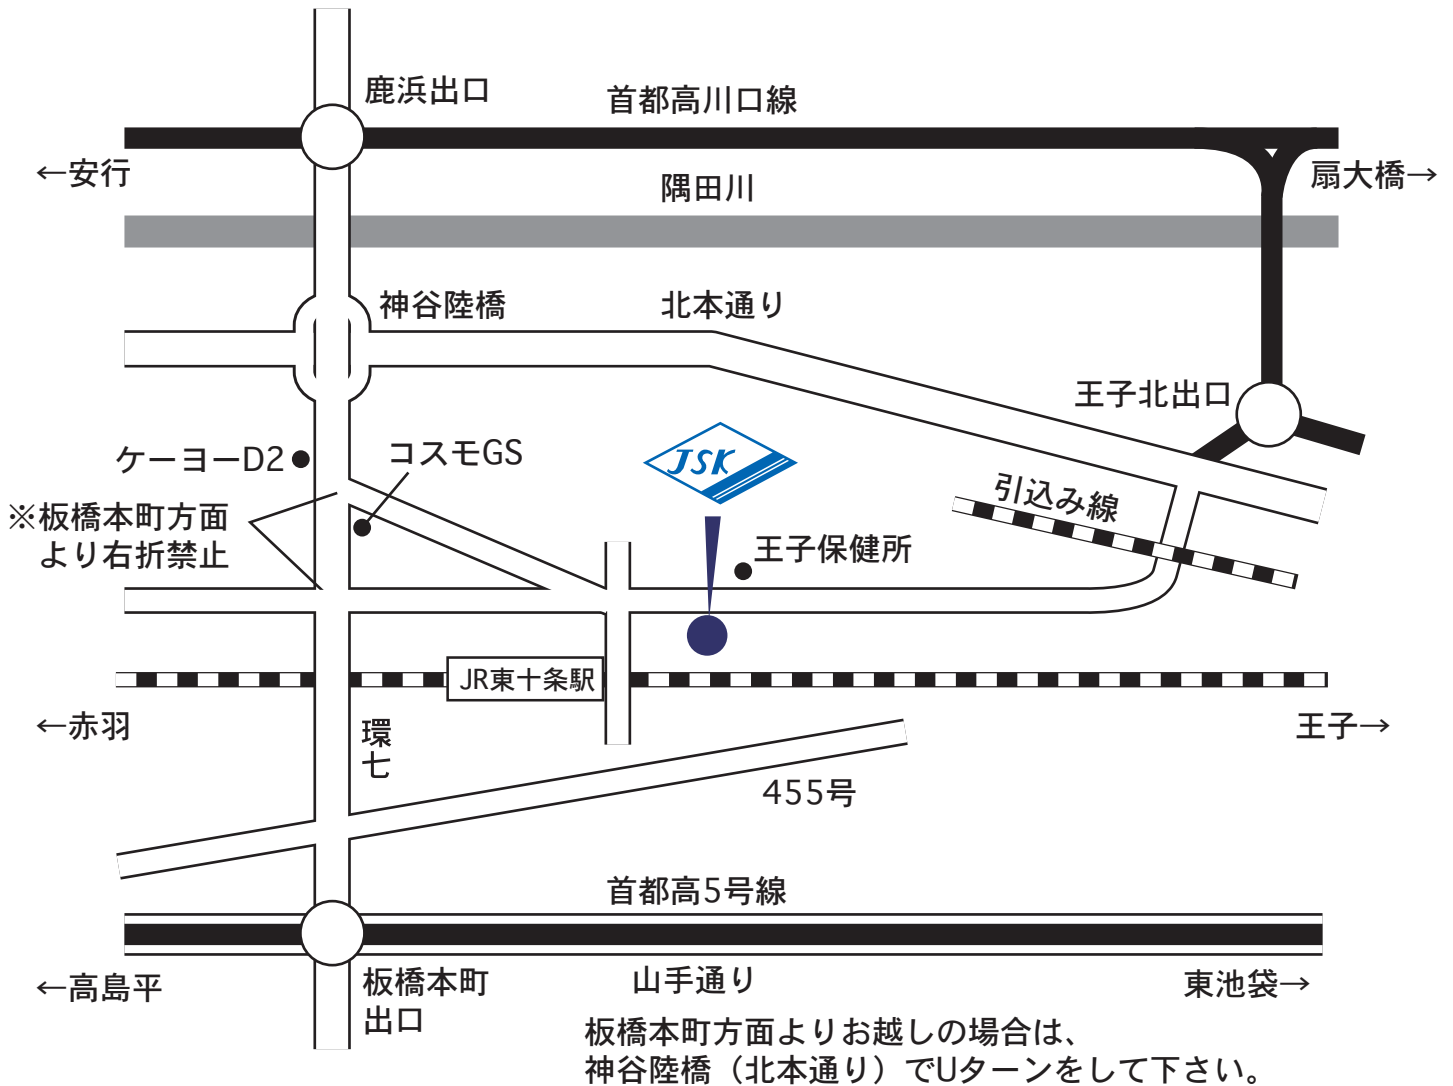 鹿浜出口
首都高川口線
←安行
扇大橋→
隅田川
神谷陸橋
北本通り
王子北出口
ケーヨーD2
コスモGS
JSK
引込み線
※板橋本町方面
より右折禁止
王子保健所
JR東十条駅
←赤羽
環
七
王子→
455号
首都高5号線
←高島平
板橋本町
出口
山手通り
東池袋→
板橋本町方面よりお越しの場合は、
神谷陸橋（北本通り）でUターンをして下さい。